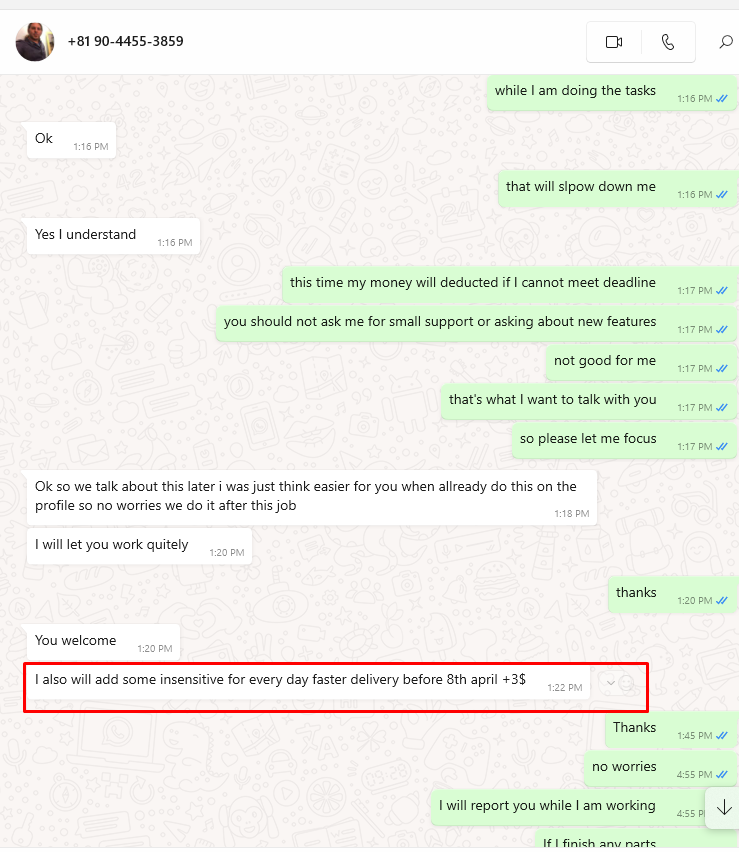 +81 90-4455-3859
while I am doing the tasks
1:16 PM
Ok
1:16 PM
that will slpow down me
1:16 PM
Yes I understand
1:16 PM
this time my money will deducted if I cannot meet deadline
1:17 PM
you should not ask me for small support or asking about new features
1:17 PM
not good for me
1:17 PM
that's what I want to talk with you
1:17 PM
so please let me focus
1:17 PM
Ok so we talk about this later i was just think easier for you when allready do this on the
profile so no worries we do it after this job
1:18 PM
I will let you work quitely
1:20 PM
thanks
1:20 PM
You welcome
1:20 PM
I also will add some insensitive for every day faster delivery before 8th april +3$
1:22 PM
Thanks
1:45 PM
no worries
4:55 PM
I will report you while I am working
4:55
If I finish any parts